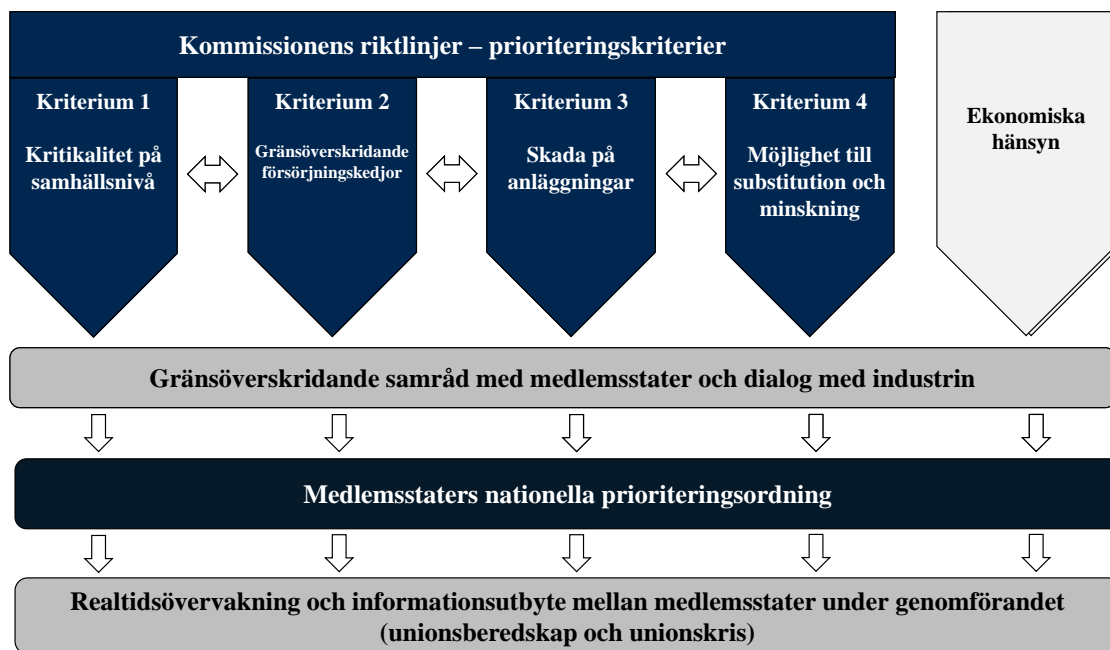 Kommissionens riktlinjer – prioriteringskriterier
Kriterium 1
Kritikalitet på
samhällsnivå
Kriterium 2
Gränsöverskridande
försörjningskedjor
Kriterium 3
Skada på
anläggningar
Kriterium 4
Möjlighet till
substitution och
minskning
Ekonomiska
hänsyn
Gränsöverskridande samråd med medlemsstater och dialog med industrin
Medlemsstaters nationella prioriteringsordning
Realtidsövervakning och informationsutbyte mellan medlemsstater under genomförandet
(unionsberedskap och unionskris)